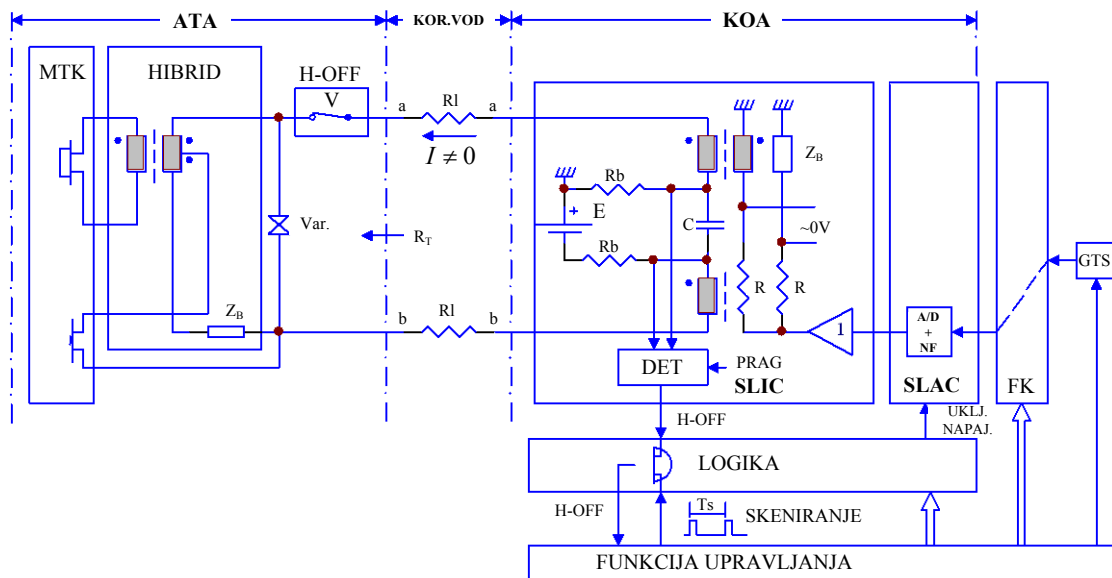 ATA
KOR.VOD
KOA
MTK
HIBRID
H-OFF
V
a
Rl
a
I ≠ 0
Var.
R_T
Z_B
b
Rl
b
Rb
+
E
Rb
C
Z_B
~0V
R
R
1
DET
PRAG
SLIC
A/D
+
NF
SLAC
FK
GTS
H-OFF
UKLJ.
NAPAJ.
LOGIKA
H-OFF
Ts
SKENIRANJE
FUNKCIJA UPRAVLJANJA